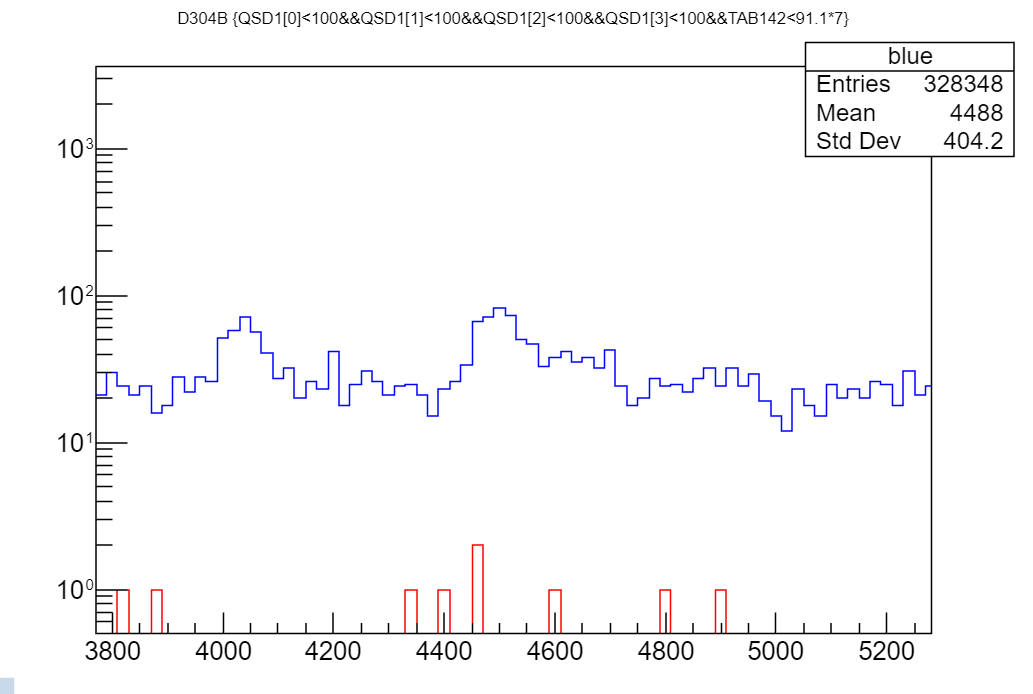 D304B {QSD1[0]<100&&QSD1[1]<100&&QSD1[2]<100&&QSD1[3]<100&&TAB142<91.1*7}
blue
Entries 328348
Mean 4488
Std Dev 404.2
10³
10²
10¹
10⁰
3800 4000 4200 4400 4600 4800 5000 5200